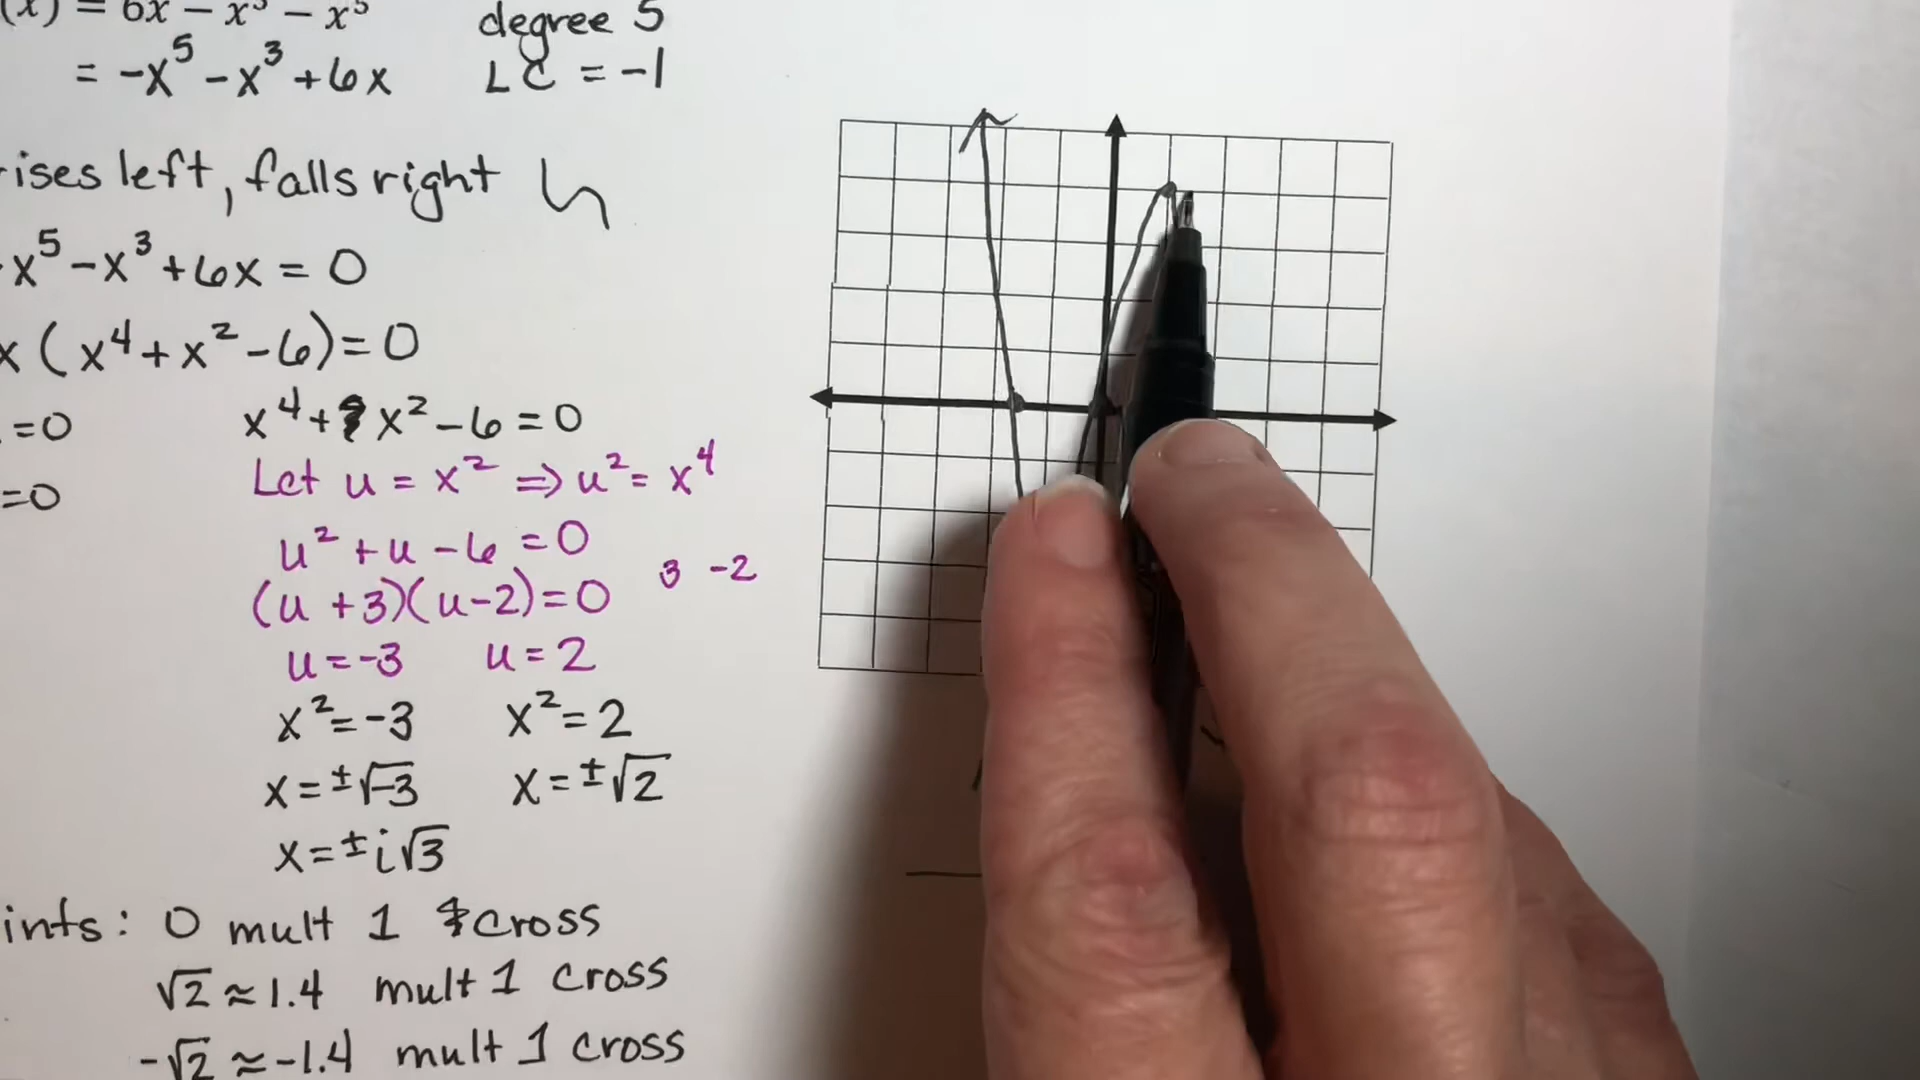 (x) = 6x − x³ − x⁵
= -x⁵ - x³ + 6x
degree 5
LC = -1
rises left, falls right
x⁵ - x³ + 6x = 0
x (x⁴ + x² - 6) = 0
= 0
x⁴ + x² - 6 = 0
= 0
Let u = x² ⇒ u² = x⁴
u² + u - 6 = 0
3 -2
(u + 3)(u - 2) = 0
u = -3 u = 2
x² = -3 x² = 2
x = ±√-3 x = ±√2
x = ±i√3
ints: 0 mult 1 cross
√2 ≈ 1.4 mult 1 cross
-√2 ≈ -1.4 mult 1 cross